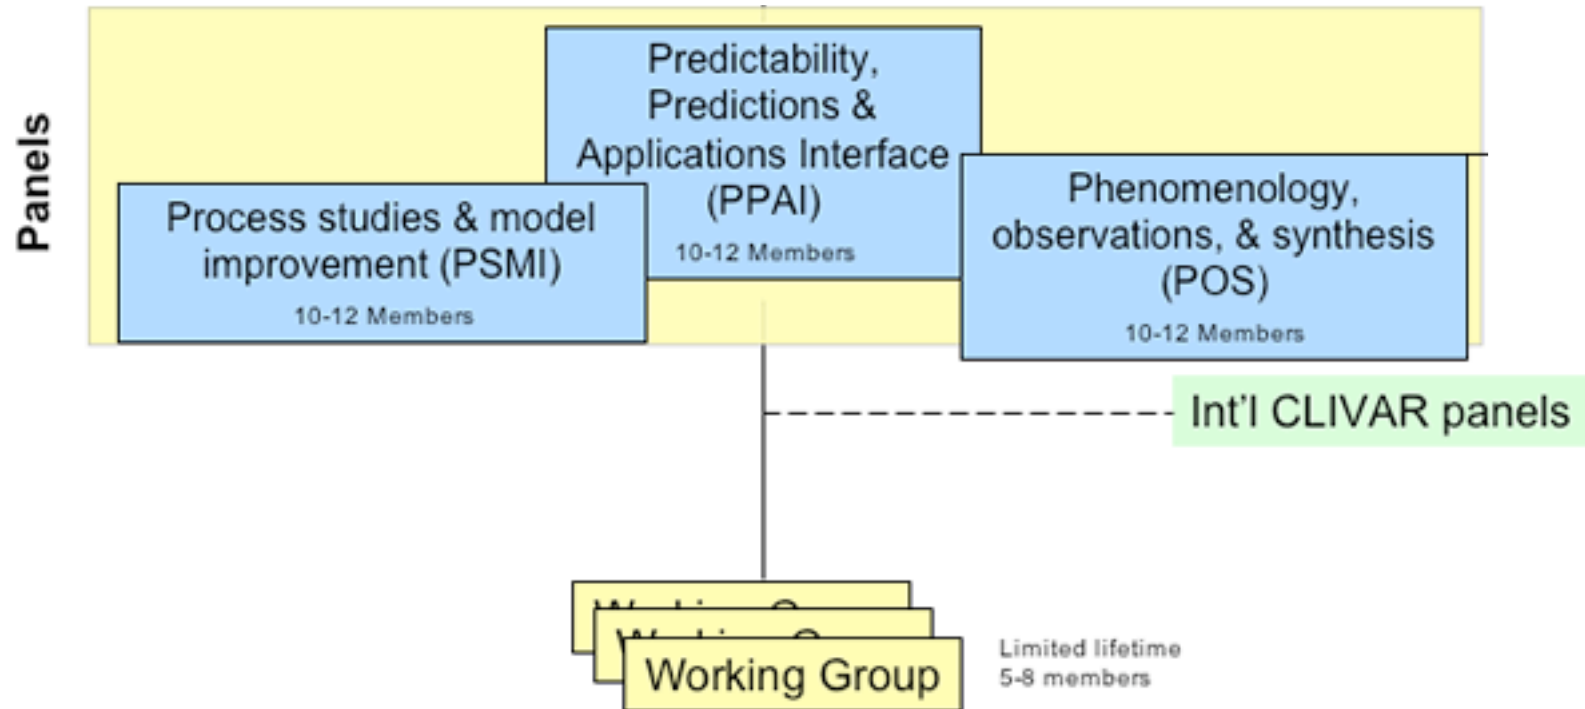 Panels
Predictability,
Predictions &
Applications Interface
(PPAI)
10-12 Members
Process studies & model
improvement (PSMI)
10-12 Members
Phenomenology,
observations, & synthesis
(POS)
10-12 Members
Int'l CLIVAR panels
Working Group
Limited lifetime
5-8 members